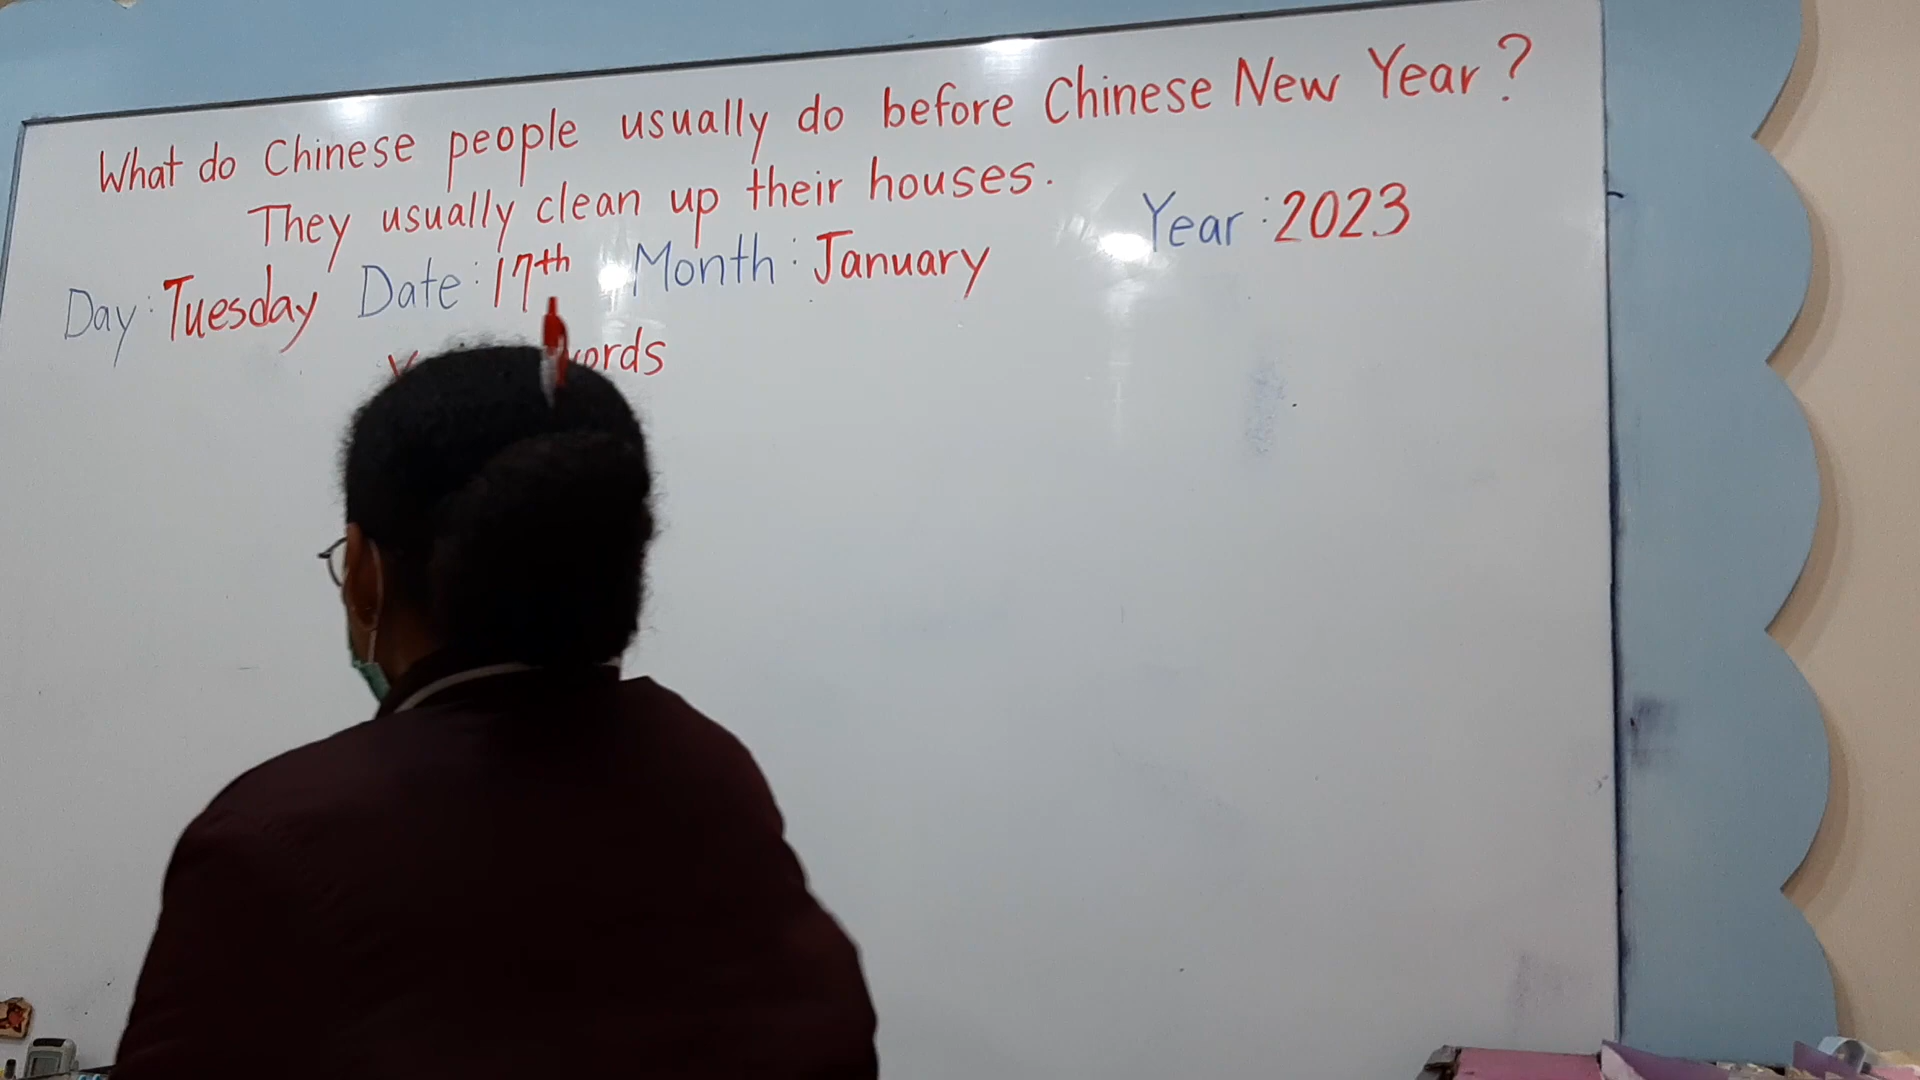 What do Chinese people usually do before Chinese New Year?
They usually clean up their houses.
Day: Tuesday Date: 17th Month: January Year: 2023